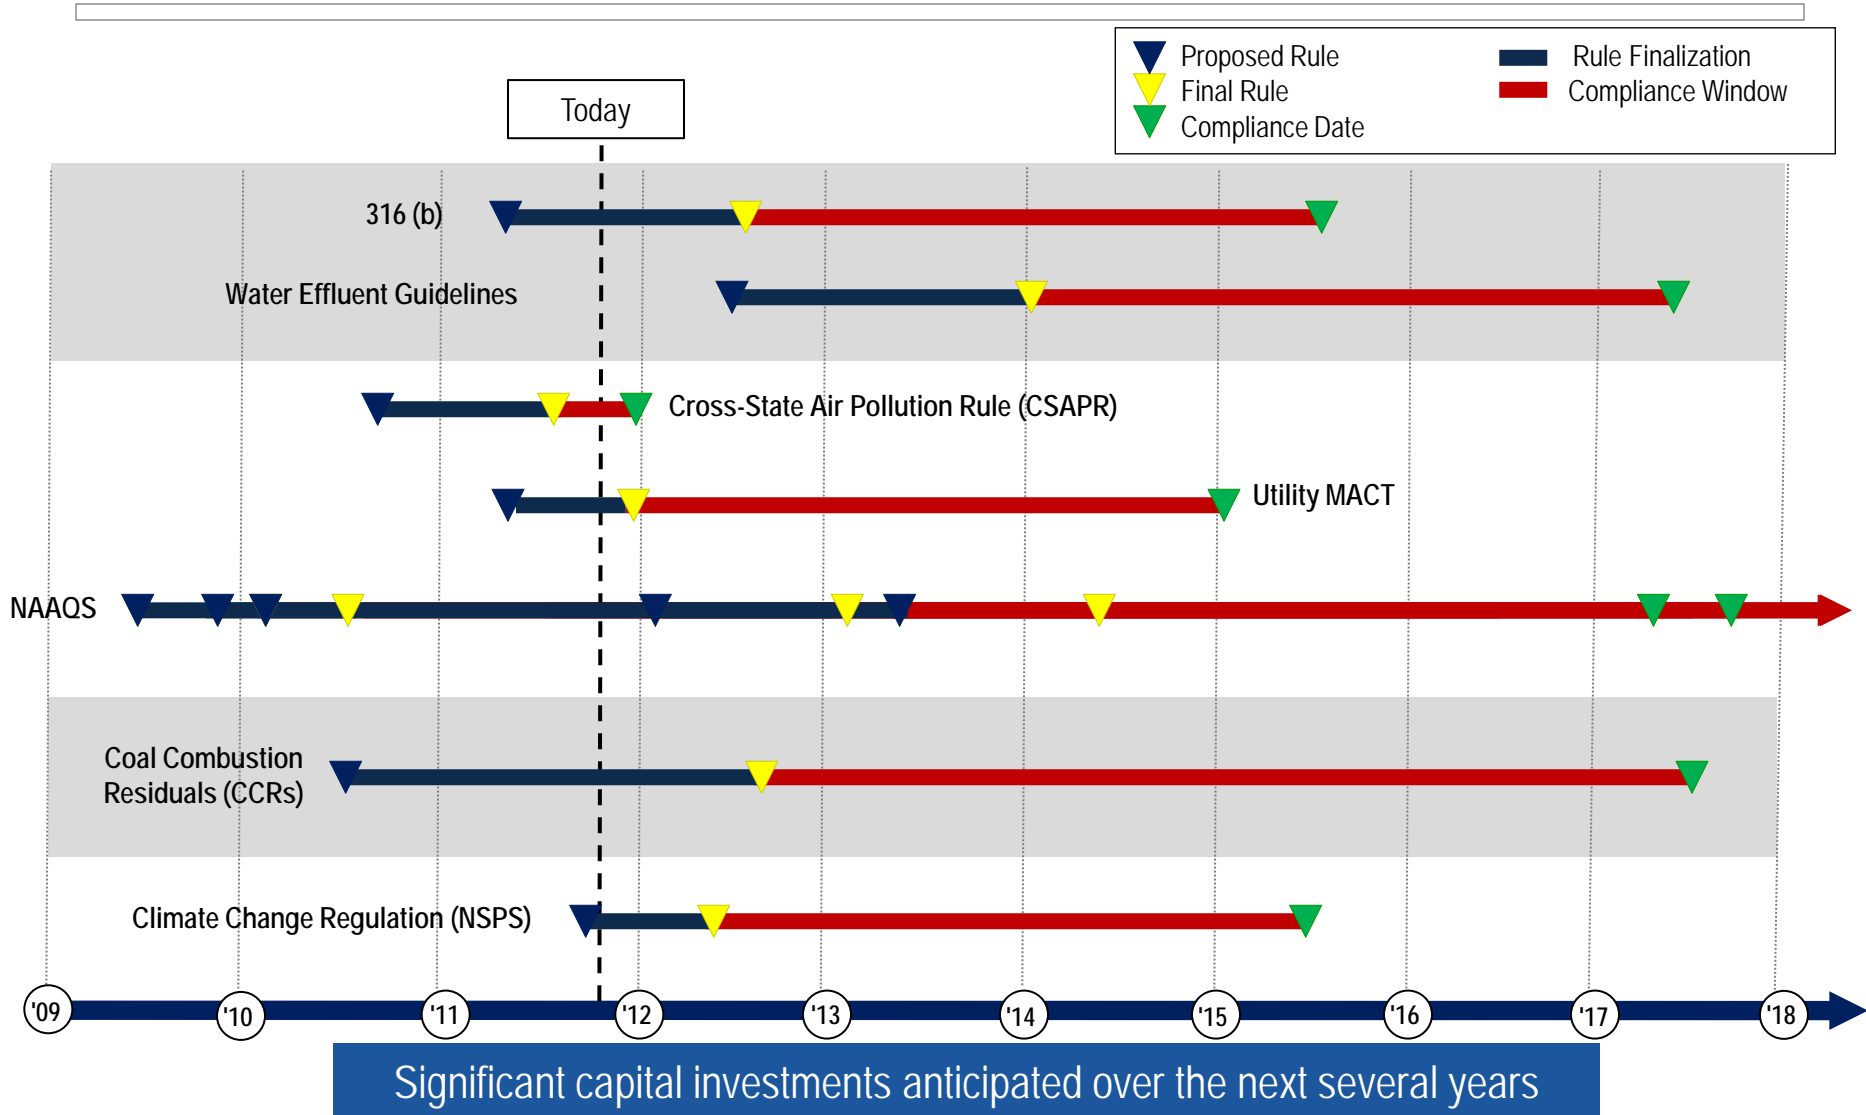 Proposed Rule
Final Rule
Compliance Date
Rule Finalization
Compliance Window
Today
316 (b)
Water Effluent Guidelines
Cross-State Air Pollution Rule (CSAPR)
Utility MACT
NAAQS
Coal Combustion
Residuals (CCRs)
Climate Change Regulation (NSPS)
'09
'10
'11
'12
'13
'14
'15
'16
'17
'18
Significant capital investments anticipated over the next several years